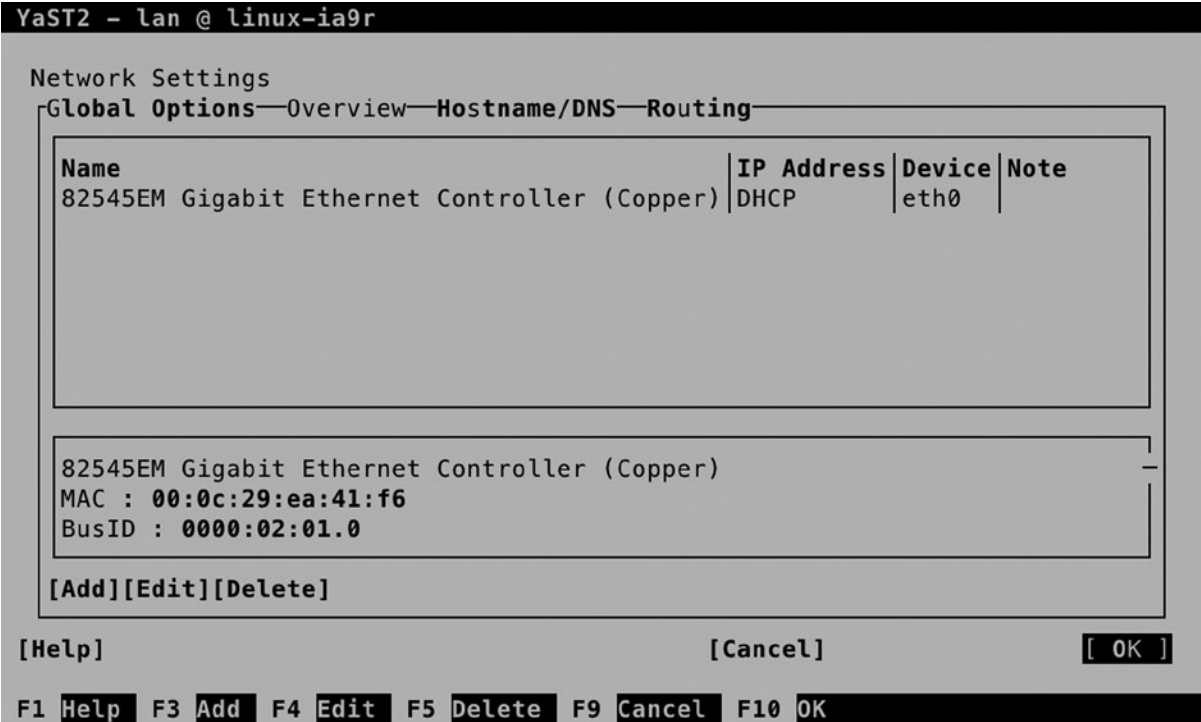 YaST2 – lan @ linux-ia9r
Network Settings
Global Options Overview Hostname/DNS Routing
Name IP Address Device Note
82545EM Gigabit Ethernet Controller (Copper) DHCP eth0
82545EM Gigabit Ethernet Controller (Copper)
MAC : 00:0c:29:ea:41:f6
BusID : 0000:02:01.0
[Add][Edit][Delete]
[Help] [Cancel] [ OK ]
F1 Help F3 Add F4 Edit F5 Delete F9 Cancel F10 OK